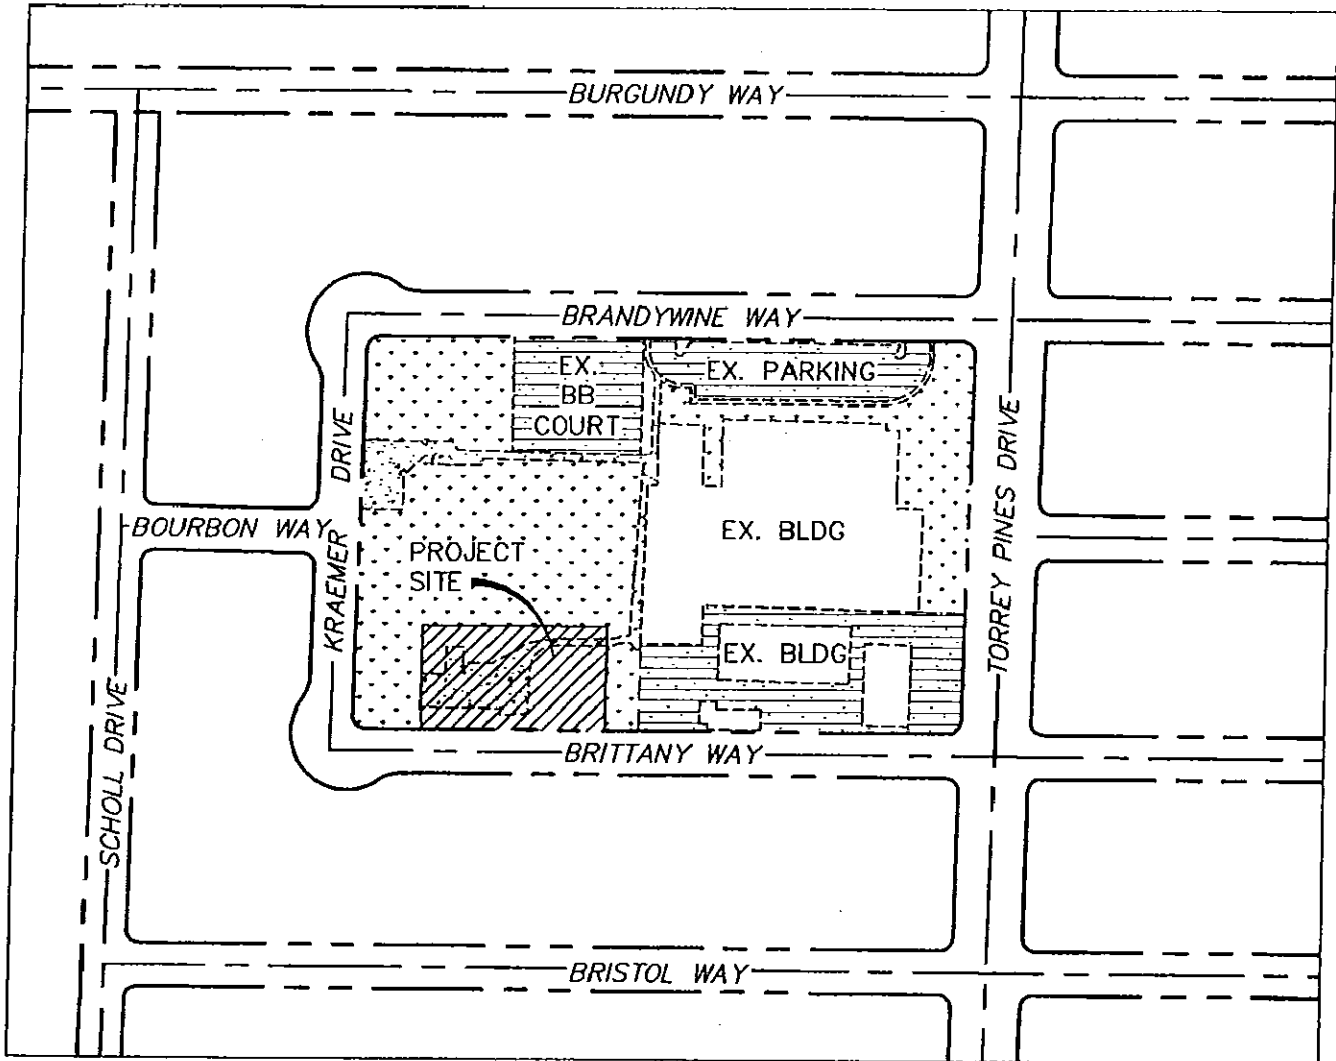 BURGUNDY WAY
BRANDYWINE WAY
EX.
BB
COURT
EX. PARKING
KRAEMER DRIVE
BOURBON WAY
PROJECT
SITE
EX. BLDG
TORREY PINES DRIVE
EX. BLDG
SCHOLL DRIVE
BRITTANY WAY
BRISTOL WAY